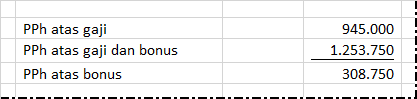 PPh atas gaji 945.000
PPh atas gaji dan bonus 1.253.750
PPh atas bonus 308.750